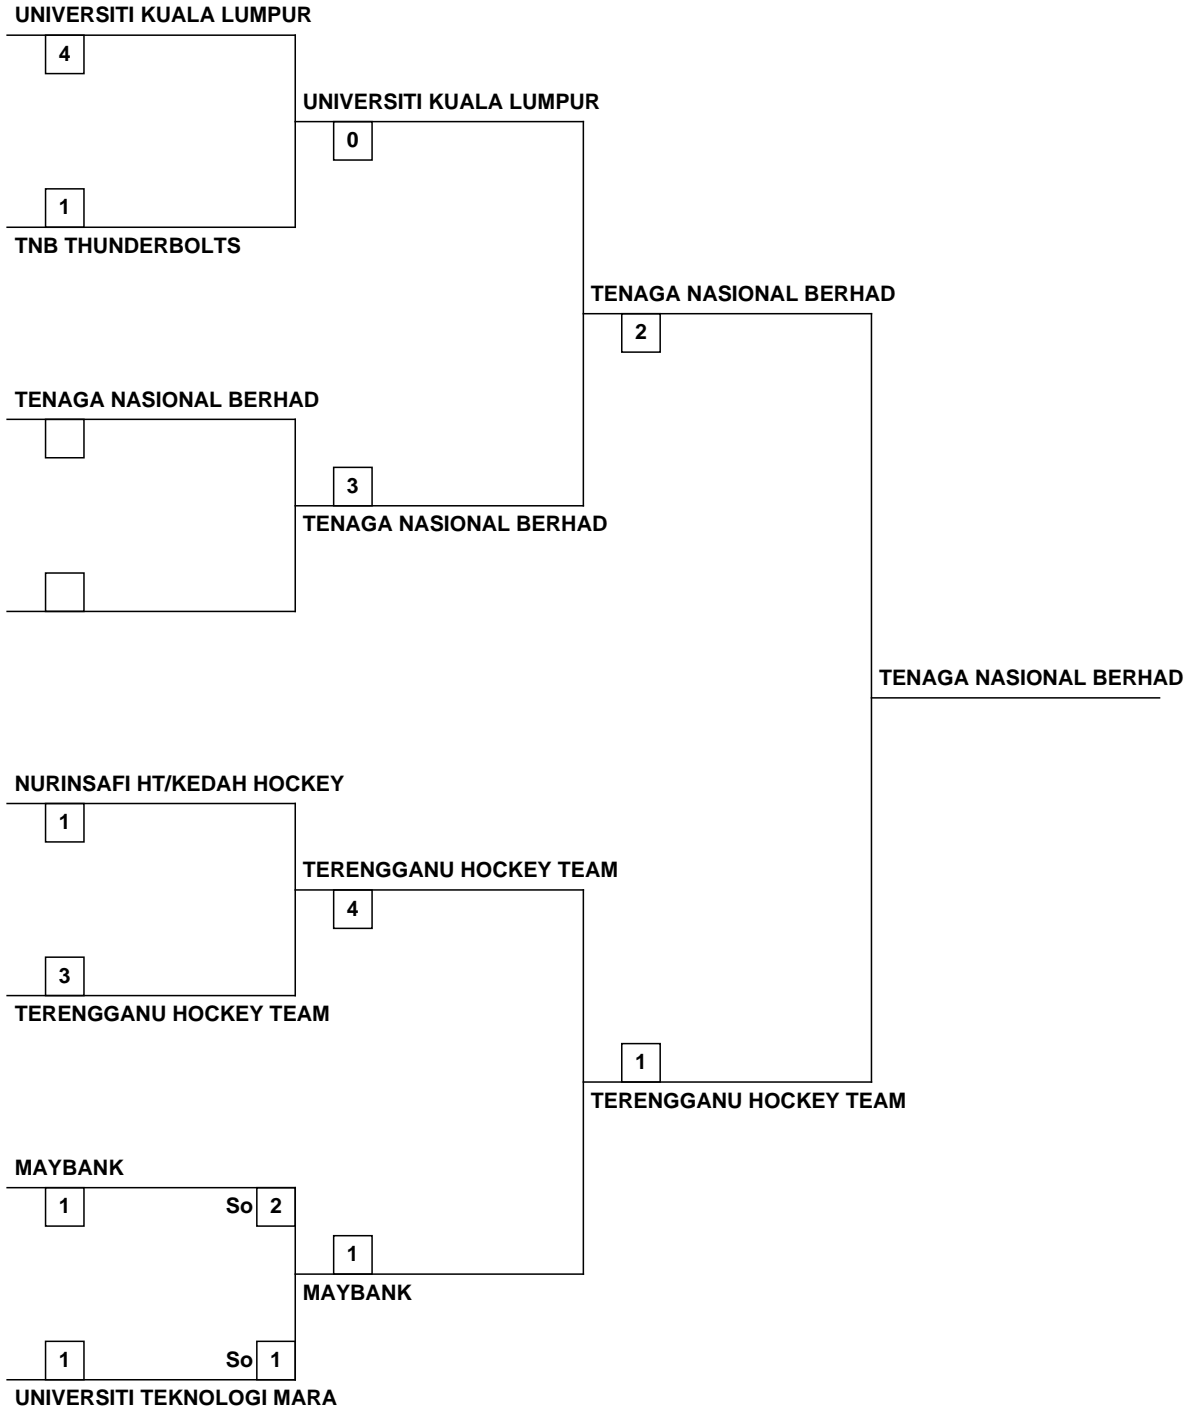 UNIVERSITI KUALA LUMPUR
4
UNIVERSITI KUALA LUMPUR
0
1
TNB THUNDERBOLTS
TENAGA NASIONAL BERHAD
2
TENAGA NASIONAL BERHAD
3
TENAGA NASIONAL BERHAD
TENAGA NASIONAL BERHAD
NURINSAFI HT/KEDAH HOCKEY
1
TERENGGANU HOCKEY TEAM
4
3
TERENGGANU HOCKEY TEAM
1
TERENGGANU HOCKEY TEAM
MAYBANK
1 So 2
1
MAYBANK
1 So 1
UNIVERSITI TEKNOLOGI MARA